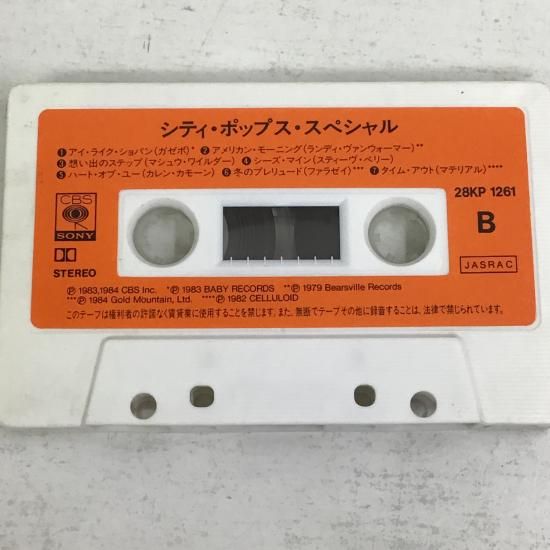 シティ・ポップス・スペシャル
❶アイ・ライク・ショパン(ガゼボ)* ❷アメリカン・モーニング(ランディ・ヴァンウォーマー)**
❸想い出のステップ(マシュウ・ワイルダー) ❹シーズ・マイン(スティーヴ・ペリー)
❺ハート・オブ・ユー(カレン・カモーン) ❻冬のプレリュード(ファラゼイ)*** ❼タイム・アウト(マテリアル)****
CBS
SONY
28KP 1261
B
STEREO
JASRAC
Ⓟ1983,1984 CBS Inc. *Ⓟ1983 BABY RECORDS **Ⓟ1979 Bearsville Records
***Ⓟ1984 Gold Mountain, Ltd. ****Ⓟ1982 CELLULOID
このテープは権利者の許諾なく賃貸業に使用することを禁じます。また、無断でテープその他に録音することは、法律で禁じられています。